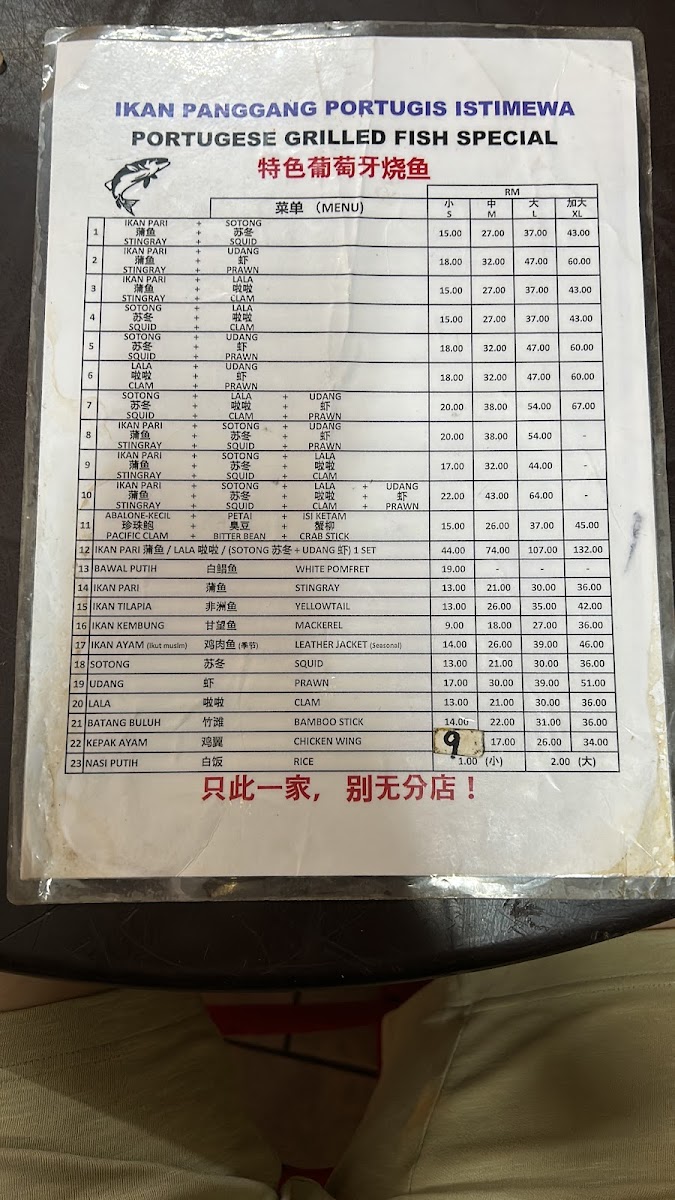 IKAN PANGGANG PORTUGIS ISTIMEWA
PORTUGESE GRILLED FISH SPECIAL
特色葡萄牙烧鱼
菜单 (MENU) RM
小 中 大 加大
S M L XL
IKAN PARI + SOTONG
1 蒲鱼 + 苏冬 15.00 27.00 37.00 43.00
STINGRAY + SQUID
IKAN PARI + UDANG
2 蒲鱼 + 虾 18.00 32.00 47.00 60.00
STINGRAY + PRAWN
IKAN PARI + LALA
3 蒲鱼 + 啦啦 15.00 27.00 37.00 43.00
STINGRAY + CLAM
SOTONG + LALA
4 苏冬 + 啦啦 15.00 27.00 37.00 43.00
SQUID + CLAM
SOTONG + UDANG
5 苏冬 + 虾 18.00 32.00 47.00 60.00
SQUID + PRAWN
LALA + UDANG
6 啦啦 + 虾 18.00 32.00 47.00 60.00
CLAM + PRAWN
SOTONG + LALA + UDANG
7 苏冬 + 啦啦 + 虾 20.00 38.00 54.00 67.00
SQUID + CLAM + PRAWN
IKAN PARI + SOTONG + UDANG
8 蒲鱼 + 苏冬 + 虾 20.00 38.00 54.00 -
STINGRAY + SQUID + PRAWN
IKAN PARI + SOTONG + LALA
9 蒲鱼 + 苏冬 + 啦啦 17.00 32.00 44.00 -
STINGRAY + SQUID + CLAM
IKAN PARI + SOTONG + LALA + UDANG
10 蒲鱼 + 苏冬 + 啦啦 + 虾 22.00 43.00 64.00 -
STINGRAY + SQUID + CLAM + PRAWN
ABALONE-KECIL + PETAI + ISI KETAM
11 珍珠鲍 + 臭豆 + 蟹柳 15.00 26.00 37.00 45.00
PACIFIC CLAM + BITTER BEAN + CRAB STICK
12 IKAN PARI 蒲鱼 / LALA 啦啦 / (SOTONG 苏冬 + UDANG 虾) 1 SET 44.00 74.00 107.00 132.00
13 BAWAL PUTIH 白鲳鱼 WHITE POMFRET 19.00 - - -
14 IKAN PARI 蒲鱼 STINGRAY 13.00 21.00 30.00 36.00
15 IKAN TILAPIA 非洲鱼 YELLOWTAIL 13.00 26.00 35.00 42.00
16 IKAN KEMBUNG 甘望鱼 MACKEREL 9.00 18.00 27.00 36.00
17 IKAN AYAM (Ikut musim) 鸡肉鱼 (季节) LEATHER JACKET (Seasonal) 14.00 26.00 39.00 46.00
18 SOTONG 苏冬 SQUID 13.00 21.00 30.00 36.00
19 UDANG 虾 PRAWN 17.00 30.00 39.00 51.00
20 LALA 啦啦 CLAM 13.00 21.00 30.00 36.00
21 BATANG BULUH 竹滩 BAMBOO STICK 14.00 22.00 31.00 36.00
22 KEPAK AYAM 鸡翼 CHICKEN WING 9 17.00 26.00 34.00
23 NASI PUTIH 白饭 RICE 1.00 (小) 2.00 (大)
只此一家，别无分店！